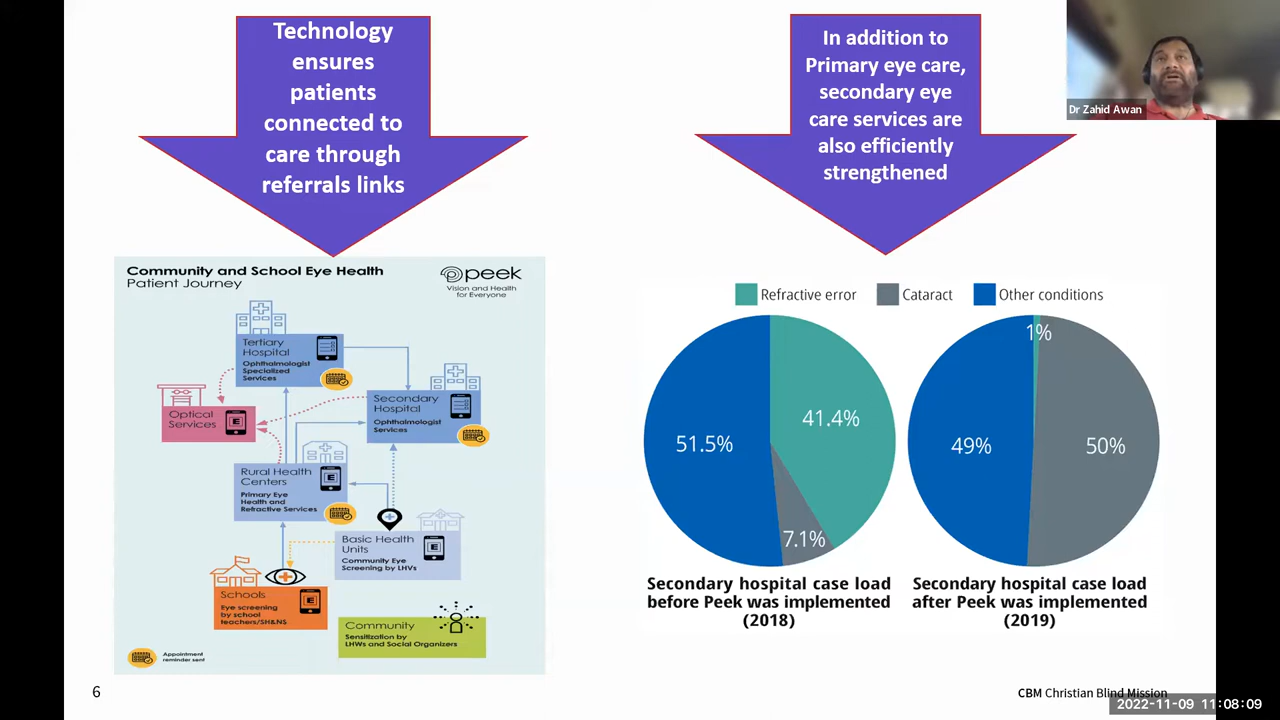 Technology
ensures
patients
connected to
care through
referrals links
In addition to
Primary eye care,
secondary eye
care services are
also efficiently
strengthened
Dr Zahid Awan
Community and School Eye Health
Patient Journey
peek
Vision and Health
for Everyone
Tertiary
Hospital
Ophthalmologist
Specialized
Services
Secondary
Hospital
Ophthalmologist
Services
Optical
Services
E
Rural Health
Centers
Primary Eye
Health and
Refractive Services
E
Basic Health
Units
Community Eye
Screening by LHVs
E
Schools
Eye screening
by school
teachers/SH&NS
E
Community
Sensitization by
LHWs and Social Organizers
Appointment
reminder sent
Refractive error
Cataract
Other conditions
51.5%
41.4%
7.1%
Secondary hospital case load
before Peek was implemented
(2018)
1%
49%
50%
Secondary hospital case load
after Peek was implemented
(2019)
6
CBM Christian Blind Mission
2022-11-09 11:08:09